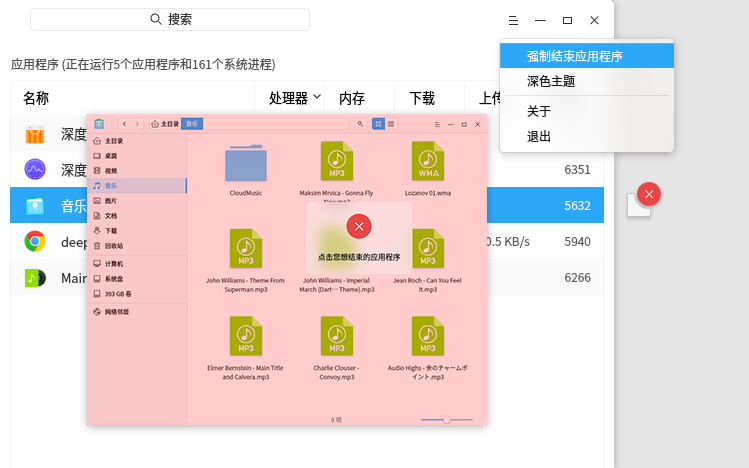 搜索
强制结束应用程序
深色主题
关于
退出
应用程序 (正在运行5个应用程序和161个系统进程)
名称 处理器 内存 下载 上传
深度
深度 6351
音乐 5632
deep 0.5 KB/s 5940
Main 6266
主目录 音乐
主目录
桌面
视频
音乐
图片
文档
下载
回收站
计算机
系统盘
393 GB 卷
网络邻居
CloudMusic
MP3
Maksim Mrvica - Gonna Fly
Now.mp3
WMA
Lozanov 01.wma
MP3
John Williams - Theme From
Superman.mp3
MP3
John Williams - Imperial
March (Dart… Theme).mp3
MP3
Jean Roch - Can You Feel
It.mp3
点击您想结束的应用程序
MP3
Elmer Bernstein - Main Title
and Calvera.mp3
MP3
Charlie Clouser -
Convoy.mp3
MP3
Audio Highs - 余のチャームポ
イント.mp3
9 项